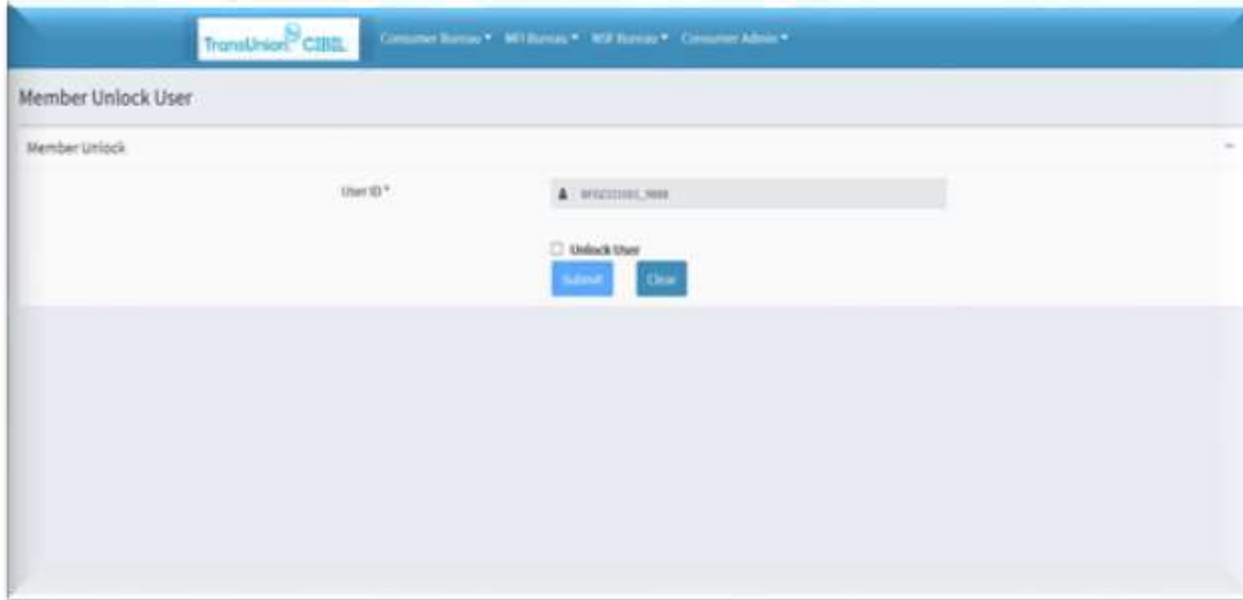 TransUnion CIBIL
Consumer Bureau MFI Bureau NSF Bureau Consumer Admin
Member Unlock User
Member Unlock
User ID *
Unlock User
Submit Clear